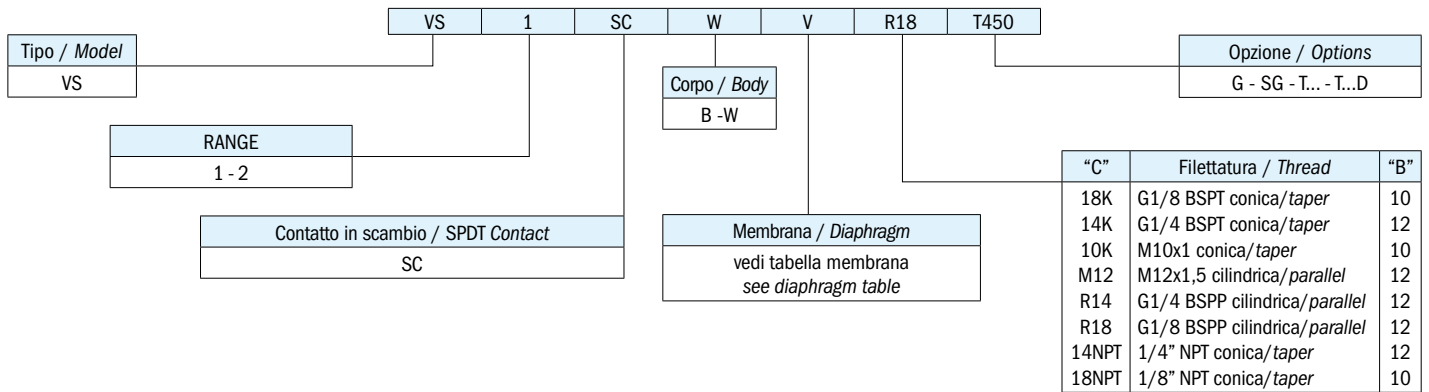 VS 1 SC W V R18 T450
Tipo / Model
VS
Opzione / Options
G - SG - T... - T...D
Corpo / Body
B -W
RANGE
1 - 2
Contatto in scambio / SPDT Contact
SC
Membrana / Diaphragm
vedi tabella membrana
see diaphragm table
“C” Filettatura / Thread “B”
18K G1/8 BSPT conica/taper 10
14K G1/4 BSPT conica/taper 12
10K M10x1 conica/taper 10
M12 M12x1,5 cilindrica/parallel 12
R14 G1/4 BSPP cilindrica/parallel 12
R18 G1/8 BSPP cilindrica/parallel 12
14NPT 1/4” NPT conica/taper 12
18NPT 1/8” NPT conica/taper 10